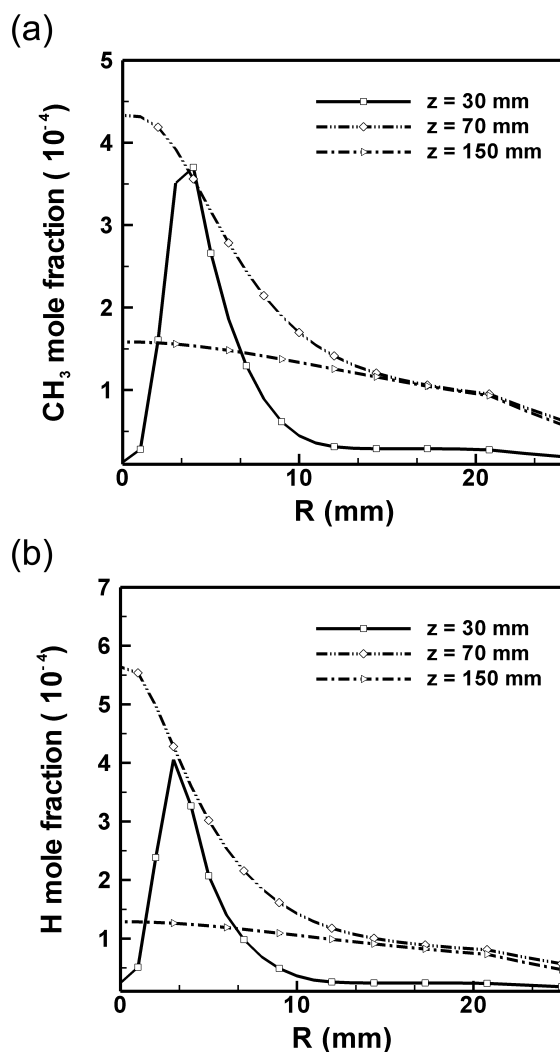 (a)
5
4
3
2
1
CH₃ mole fraction ( 10⁻⁴)
z = 30 mm
z = 70 mm
z = 150 mm
0
10
20
R (mm)
(b)
7
6
5
4
3
2
1
H mole fraction ( 10⁻⁴)
z = 30 mm
z = 70 mm
z = 150 mm
0
10
20
R (mm)